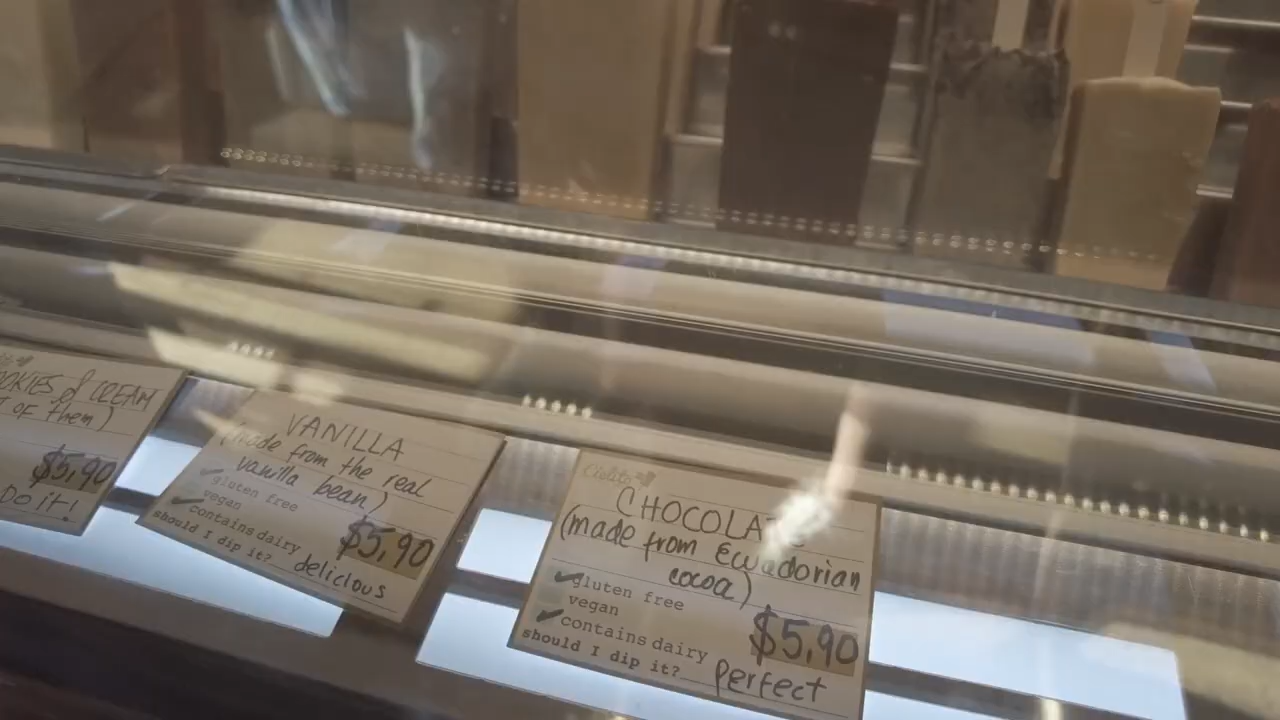 OKIES & CREAM
OF them)
$5,90
Do it!
VANILLA
(made from the real
vanilla bean)
gluten free
vegan
contains dairy
$5,90
should I dip it? delicious
CHOCOLATE
(made from Ecuadorian
cocoa)
gluten free
vegan
contains dairy
$5,90
should I dip it? perfect